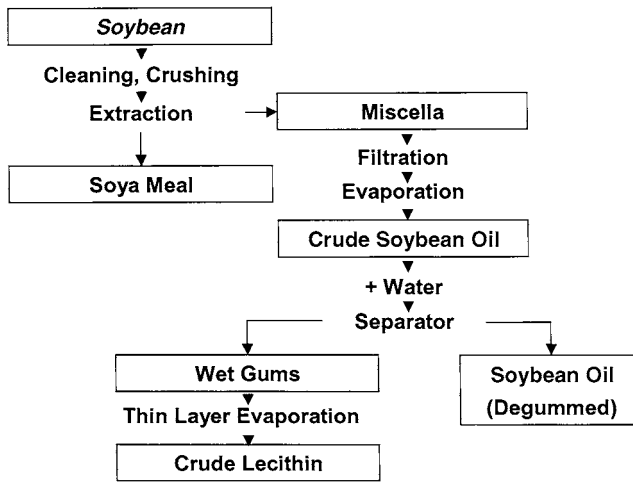 Soybean
Cleaning, Crushing
Extraction
Miscella
Soya Meal
Filtration
Evaporation
Crude Soybean Oil
+ Water
Separator
Wet Gums
Thin Layer Evaporation
Crude Lecithin
Soybean Oil
(Degummed)